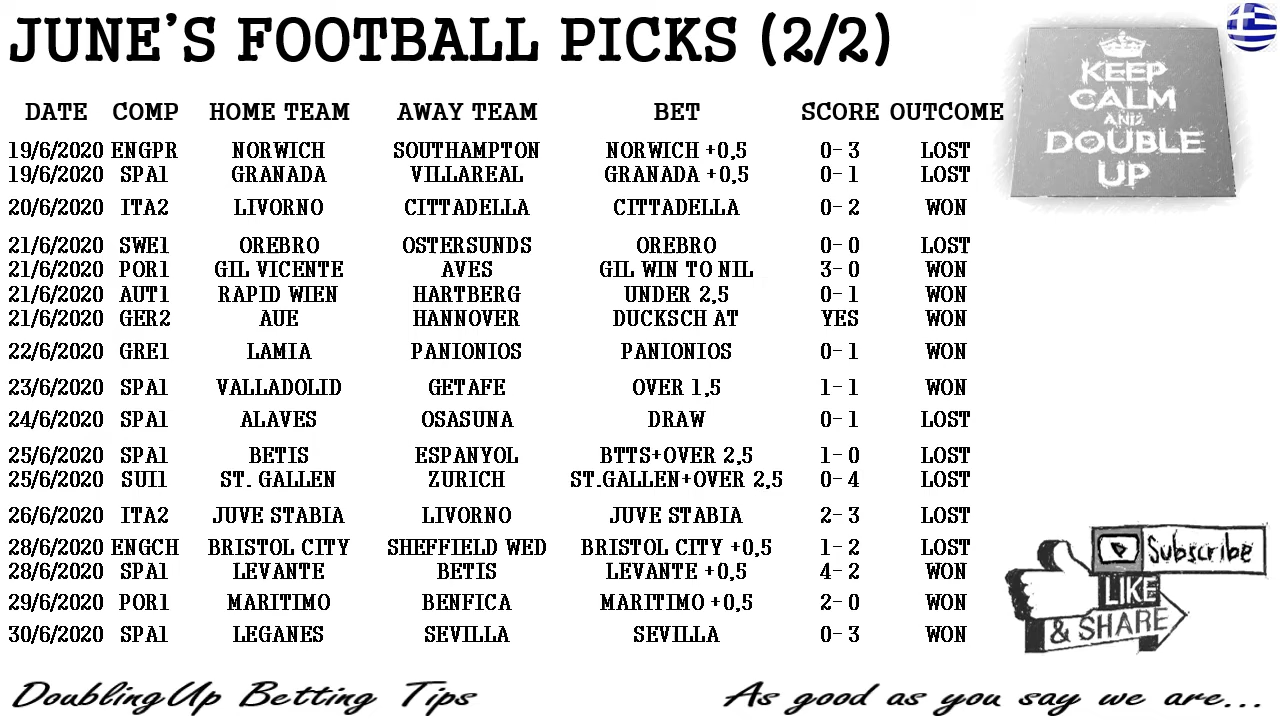 JUNE'S FOOTBALL PICKS (2/2)
KEEP
CALM
AND
DOUBLE
UP
DATE COMP HOME TEAM AWAY TEAM BET SCORE OUTCOME
19/6/2020 ENGPR NORWICH SOUTHAMPTON NORWICH +0,5 0-3 LOST
19/6/2020 SPA1 GRANADA VILLAREAL GRANADA +0,5 0-1 LOST
20/6/2020 ITA2 LIVORNO CITTADELLA CITTADELLA 0-2 WON
21/6/2020 SWE1 OREBRO OSTERSUNDS OREBRO 0-0 LOST
21/6/2020 POR1 GIL VICENTE AVES GIL WIN TO NIL 3-0 WON
21/6/2020 AUT1 RAPID WIEN HARTBERG UNDER 2,5 0-1 WON
21/6/2020 GER2 AUE HANNOVER DUCKSCH AT YES WON
22/6/2020 GRE1 LAMIA PANIONIOS PANIONIOS 0-1 WON
23/6/2020 SPA1 VALLADOLID GETAFE OVER 1,5 1-1 WON
24/6/2020 SPA1 ALAVES OSASUNA DRAW 0-1 LOST
25/6/2020 SPA1 BETIS ESPANYOL BTTS+OVER 2,5 1-0 LOST
25/6/2020 SUI1 ST. GALLEN ZURICH ST.GALLEN+OVER 2,5 0-4 LOST
26/6/2020 ITA2 JUVE STABIA LIVORNO JUVE STABIA 2-3 LOST
28/6/2020 ENGCH BRISTOL CITY SHEFFIELD WED BRISTOL CITY +0,5 1-2 LOST
28/6/2020 SPA1 LEVANTE BETIS LEVANTE +0,5 4-2 WON
29/6/2020 POR1 MARITIMO BENFICA MARITIMO +0,5 2-0 WON
30/6/2020 SPA1 LEGANES SEVILLA SEVILLA 0-3 WON
Subscribe
LIKE
& SHARE
DoublingUp Betting Tips
As good as you say we are...